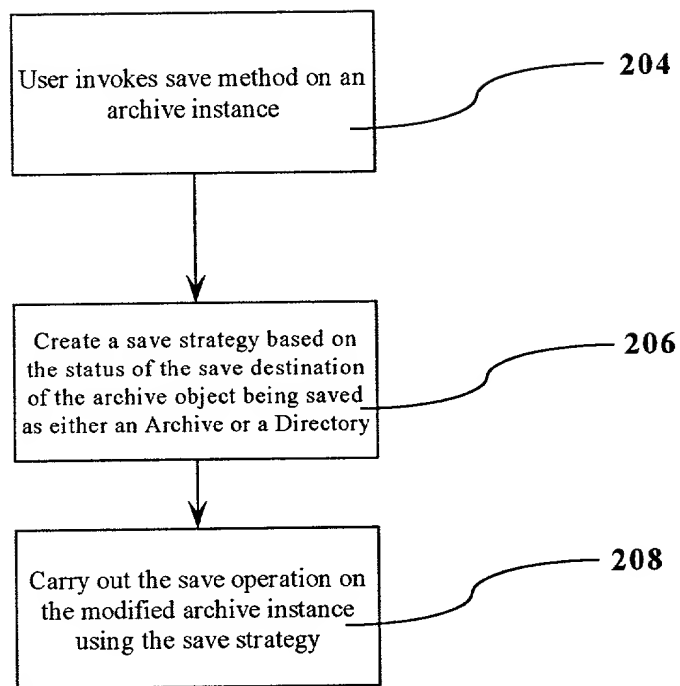 User invokes save method on an
archive instance
204
Create a save strategy based on
the status of the save destination
of the archive object being saved
as either an Archive or a Directory
206
Carry out the save operation on
the modified archive instance
using the save strategy
208